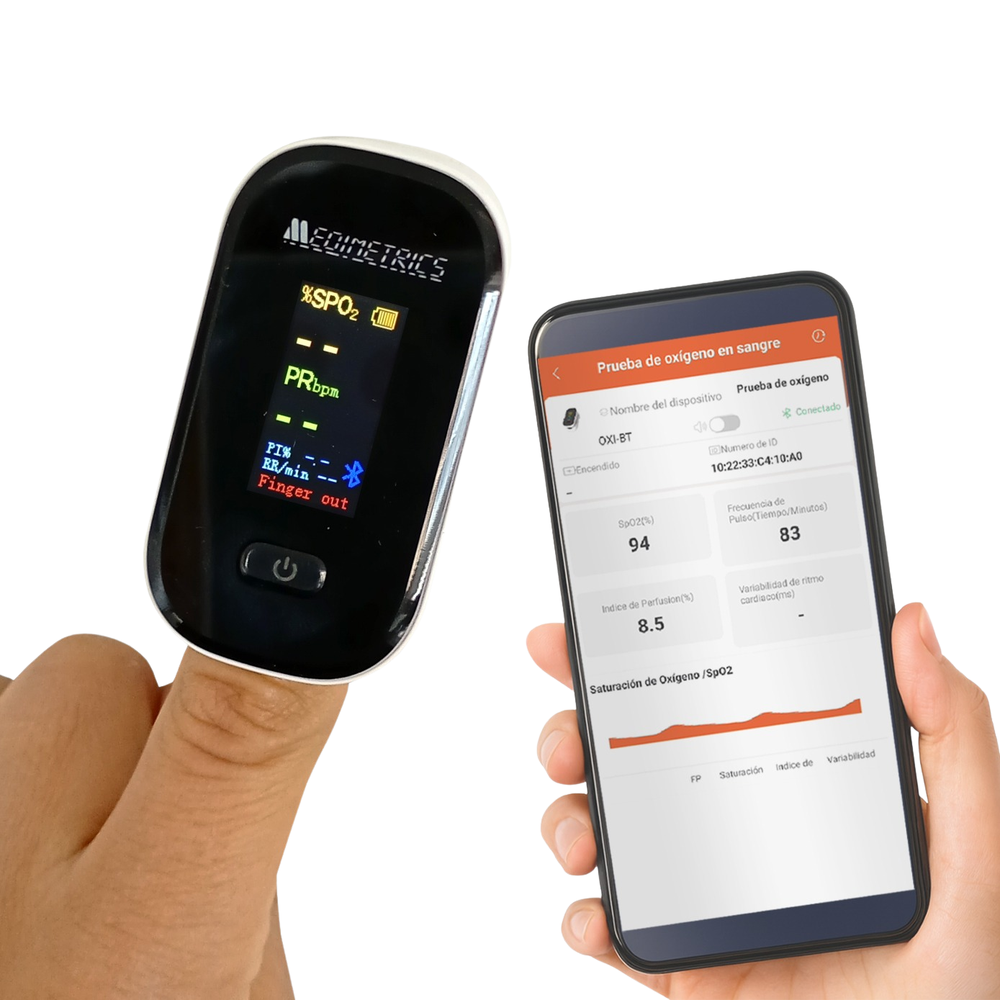 MEDIMETRICS
%SPO₂
--
PRbpm
--
PI% -.-
RR/min --
Finger out
Prueba de oxígeno en sangre
Nombre del dispositivo
Prueba de oxígeno
OXI-BT
Conectado
Encendido
-
Numero de ID
10:22:33:C4:10:A0
SpO2(%)
94
Frecuencia de
Pulso(Tiempo/Minutos)
83
Indice de Perfusion(%)
8.5
Variabilidad de ritmo
cardiaco(ms)
-
Saturación de Oxígeno /SpO2
FP Saturación Indice de Variabilidad